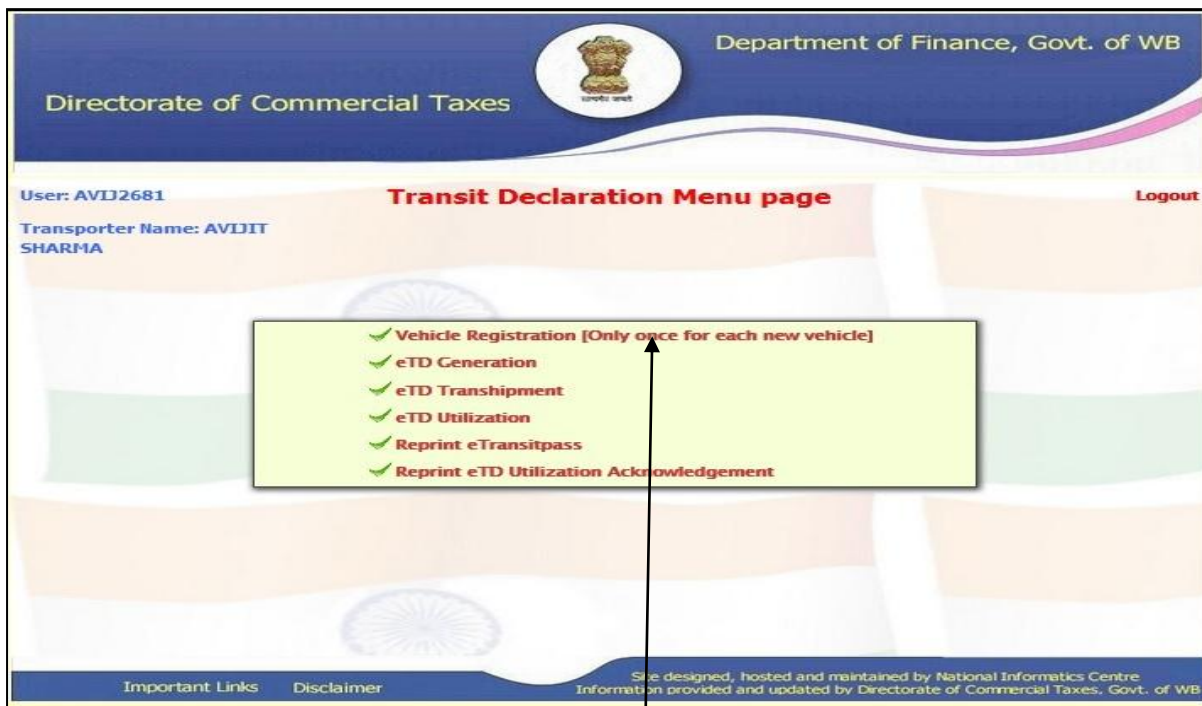 Department of Finance, Govt. of WB
सत्यमेव जयते
Directorate of Commercial Taxes
User: AVIJ2681
Transit Declaration Menu page
Logout
Transporter Name: AVIJIT
SHARMA
Vehicle Registration [Only once for each new vehicle]
eTD Generation
eTD Transhipment
eTD Utilization
Reprint eTransitpass
Reprint eTD Utilization Acknowledgement
Important Links Disclaimer
Site designed, hosted and maintained by National Informatics Centre
Information provided and updated by Directorate of Commercial Taxes, Govt. of WB